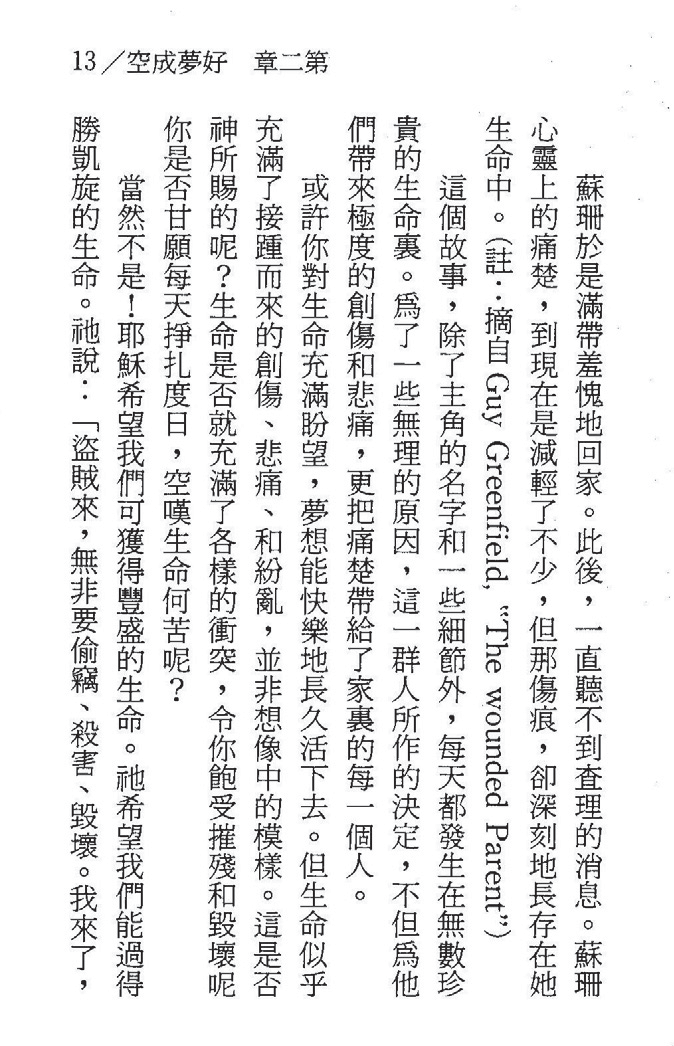 13／空成夢好　章二第
蘇珊於是滿帶羞愧地回家。此後，一直聽不到查理的消息。蘇珊
心靈上的痛楚，到現在是減輕了不少，但那傷痕，卻深刻地長存在她
生命中。（註：摘自 Guy Greenfield, “The wounded Parent”）
這個故事，除了主角的名字和一些細節外，每天都發生在無數珍
貴的生命裏。爲了一些無理的原因，這一群人所作的決定，不但爲他
們帶來極度的創傷和悲痛，更把痛楚帶給了家裏的每一個人。
或許你對生命充滿盼望，夢想能快樂地長久活下去。但生命似乎
充滿了接踵而來的創傷、悲痛、和紛亂，並非想像中的模樣。這是否
神所賜的呢？生命是否就充滿了各樣的衝突，令你飽受摧殘和毀壞呢
你是否甘願每天掙扎度日，空嘆生命何苦呢？
當然不是！耶穌希望我們可獲得豐盛的生命。祂希望我們能過得
勝凱旋的生命。祂說：「盜賊來，無非要偷竊、殺害、毀壞。我來了，